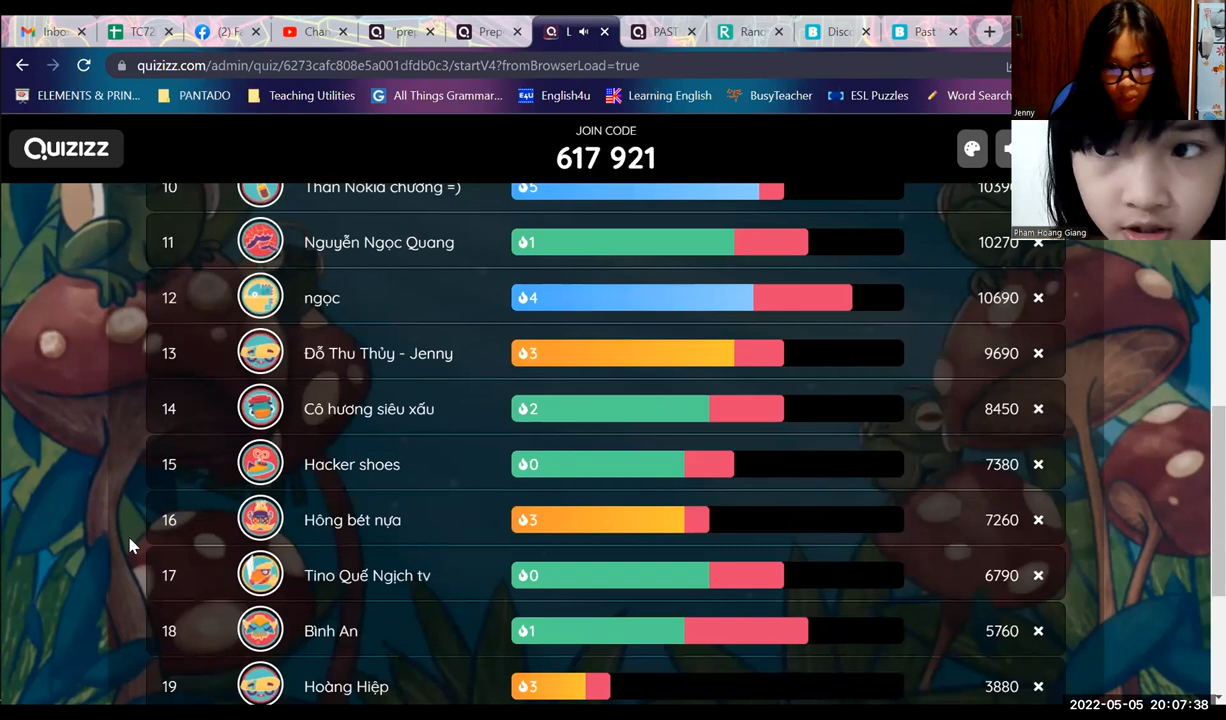 Inbo
TC72
(2) F
Chan
"pre
Prep
L
PAST
Rand
Disc
Past
quizizz.com/admin/quiz/6273cafc808e5a001dfdb0c3/startV4?fromBrowserLoad=true
ELEMENTS & PRIN...
PANTADO
Teaching Utilities
All Things Grammar...
English4u
Learning English
BusyTeacher
ESL Puzzles
Word Search
Jenny
Quizizz
JOIN CODE
617 921
Pham Hoang Giang
10 Thần Nokia chưởng =) 5 10390
11 Nguyễn Ngọc Quang 1 10270
12 ngọc 4 10690
13 Đỗ Thu Thủy - Jenny 3 9690
14 Cô hương siêu xấu 2 8450
15 Hacker shoes 0 7380
16 Hông bét nựa 3 7260
17 Tino Quế Ngịch tv 0 6790
18 Bình An 1 5760
19 Hoàng Hiệp 3 3880
2022-05-05 20:07:38